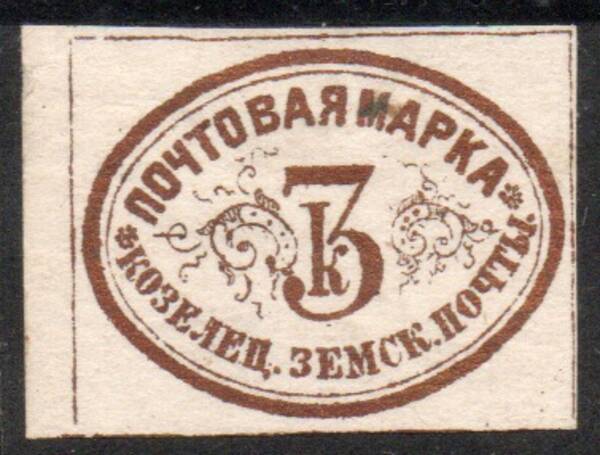 ПОЧТОВАЯ МАРКА
3
К
КОЗЕЛЕЦ. ЗЕМСК. ПОЧТЫ.